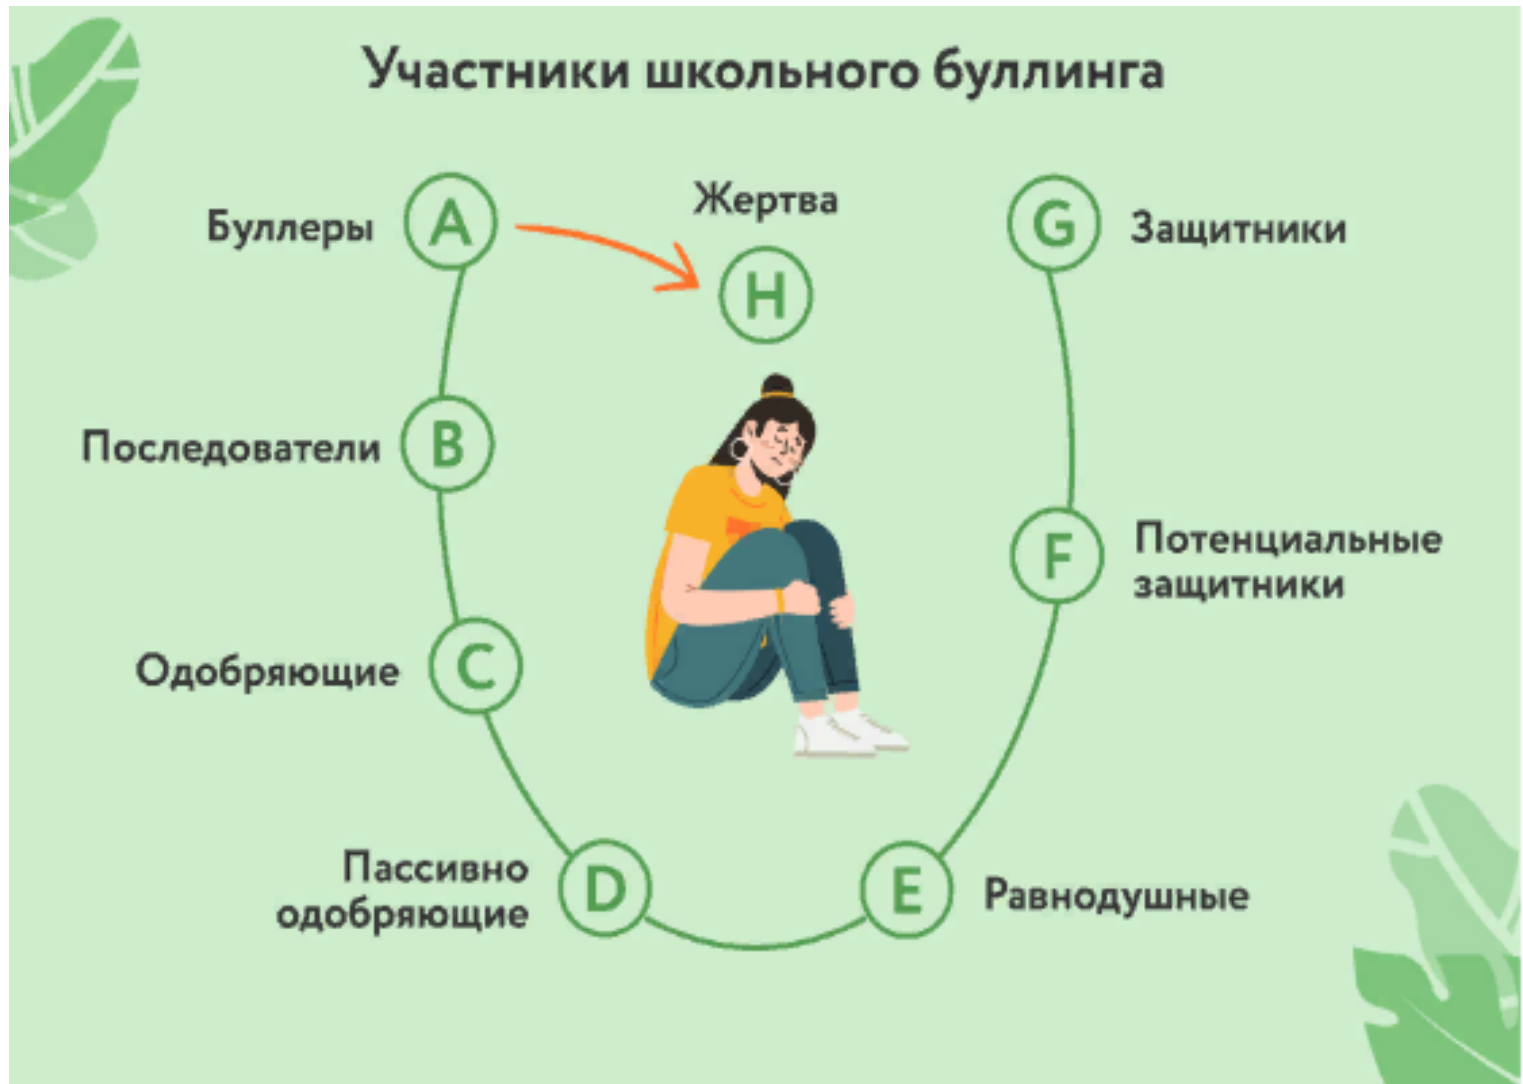 Участники школьного буллинга
Буллеры
A
Жертва
H
G
Защитники
Последователи
B
F
Потенциальные
защитники
Одобряющие
C
Пассивно
одобряющие
D
E
Равнодушные